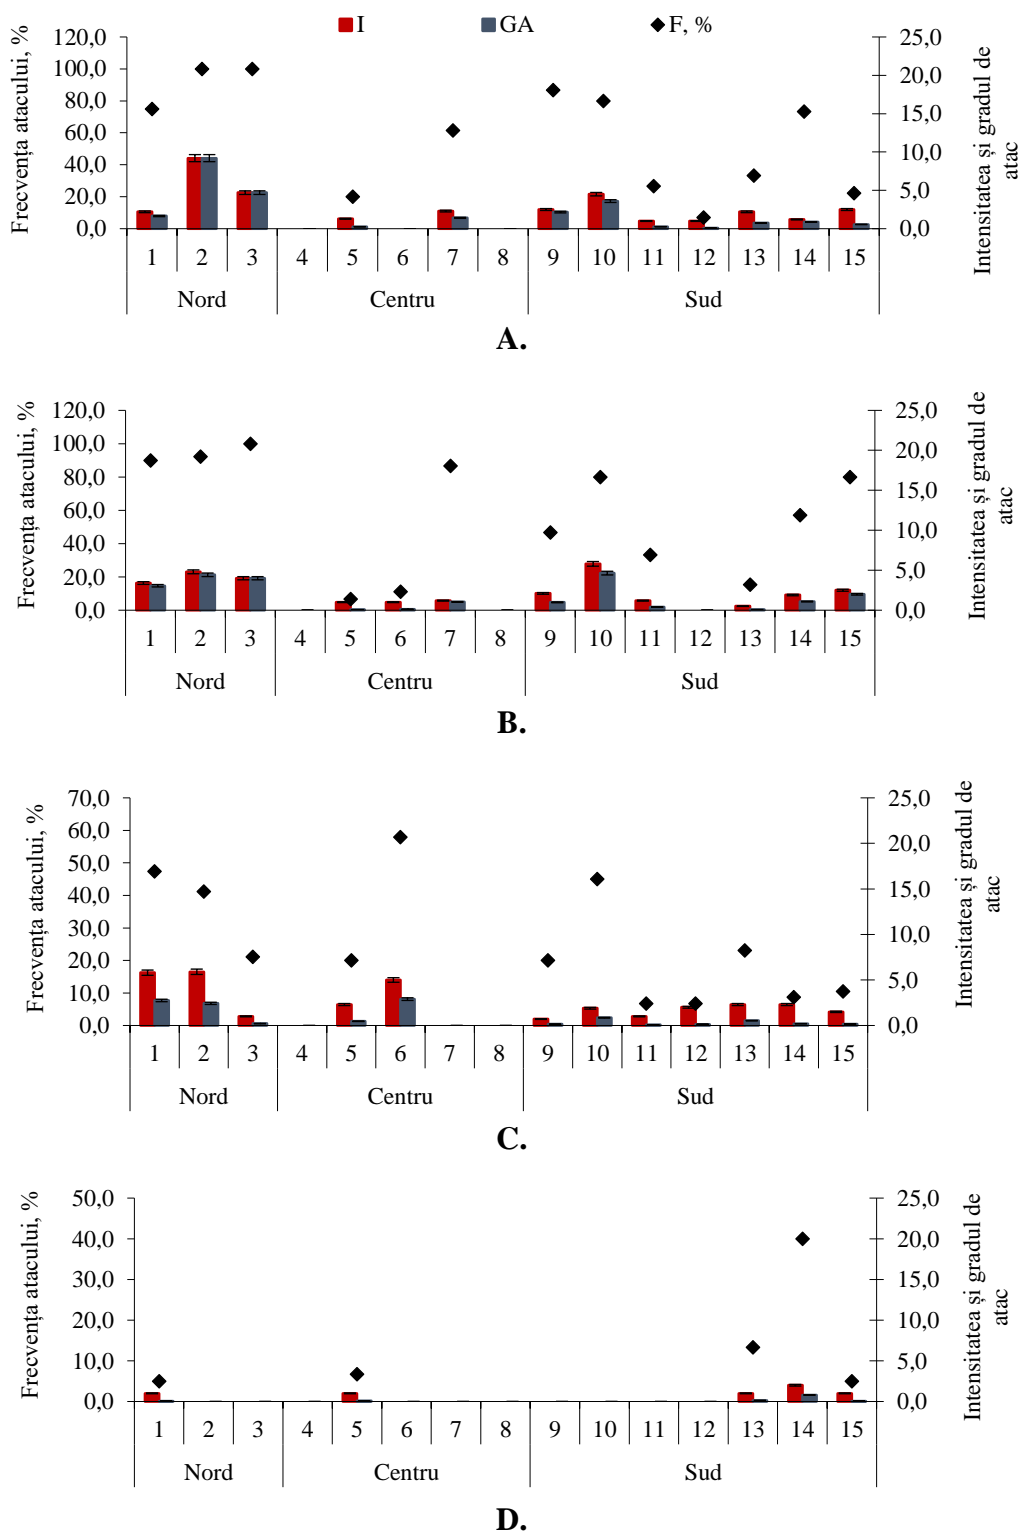 I GA F, %
Frecvența atacului, %
120,0
100,0
80,0
60,0
40,0
20,0
0,0
25,0
20,0
15,0
10,0
5,0
0,0
Intensitatea și gradul de
atac
1 2 3 4 5 6 7 8 9 10 11 12 13 14 15
Nord Centru Sud
A.
Frecvența atacului, %
120,0
100,0
80,0
60,0
40,0
20,0
0,0
25,0
20,0
15,0
10,0
5,0
0,0
Intensitatea și gradul de
atac
1 2 3 4 5 6 7 8 9 10 11 12 13 14 15
Nord Centru Sud
B.
Frecvența atacului, %
70,0
60,0
50,0
40,0
30,0
20,0
10,0
0,0
25,0
20,0
15,0
10,0
5,0
0,0
Intensitatea și gradul de
atac
1 2 3 4 5 6 7 8 9 10 11 12 13 14 15
Nord Centru Sud
C.
Frecvența atacului, %
50,0
40,0
30,0
20,0
10,0
0,0
25,0
20,0
15,0
10,0
5,0
0,0
Intensitatea și gradul de
atac
1 2 3 4 5 6 7 8 9 10 11 12 13 14 15
Nord Centru Sud
D.